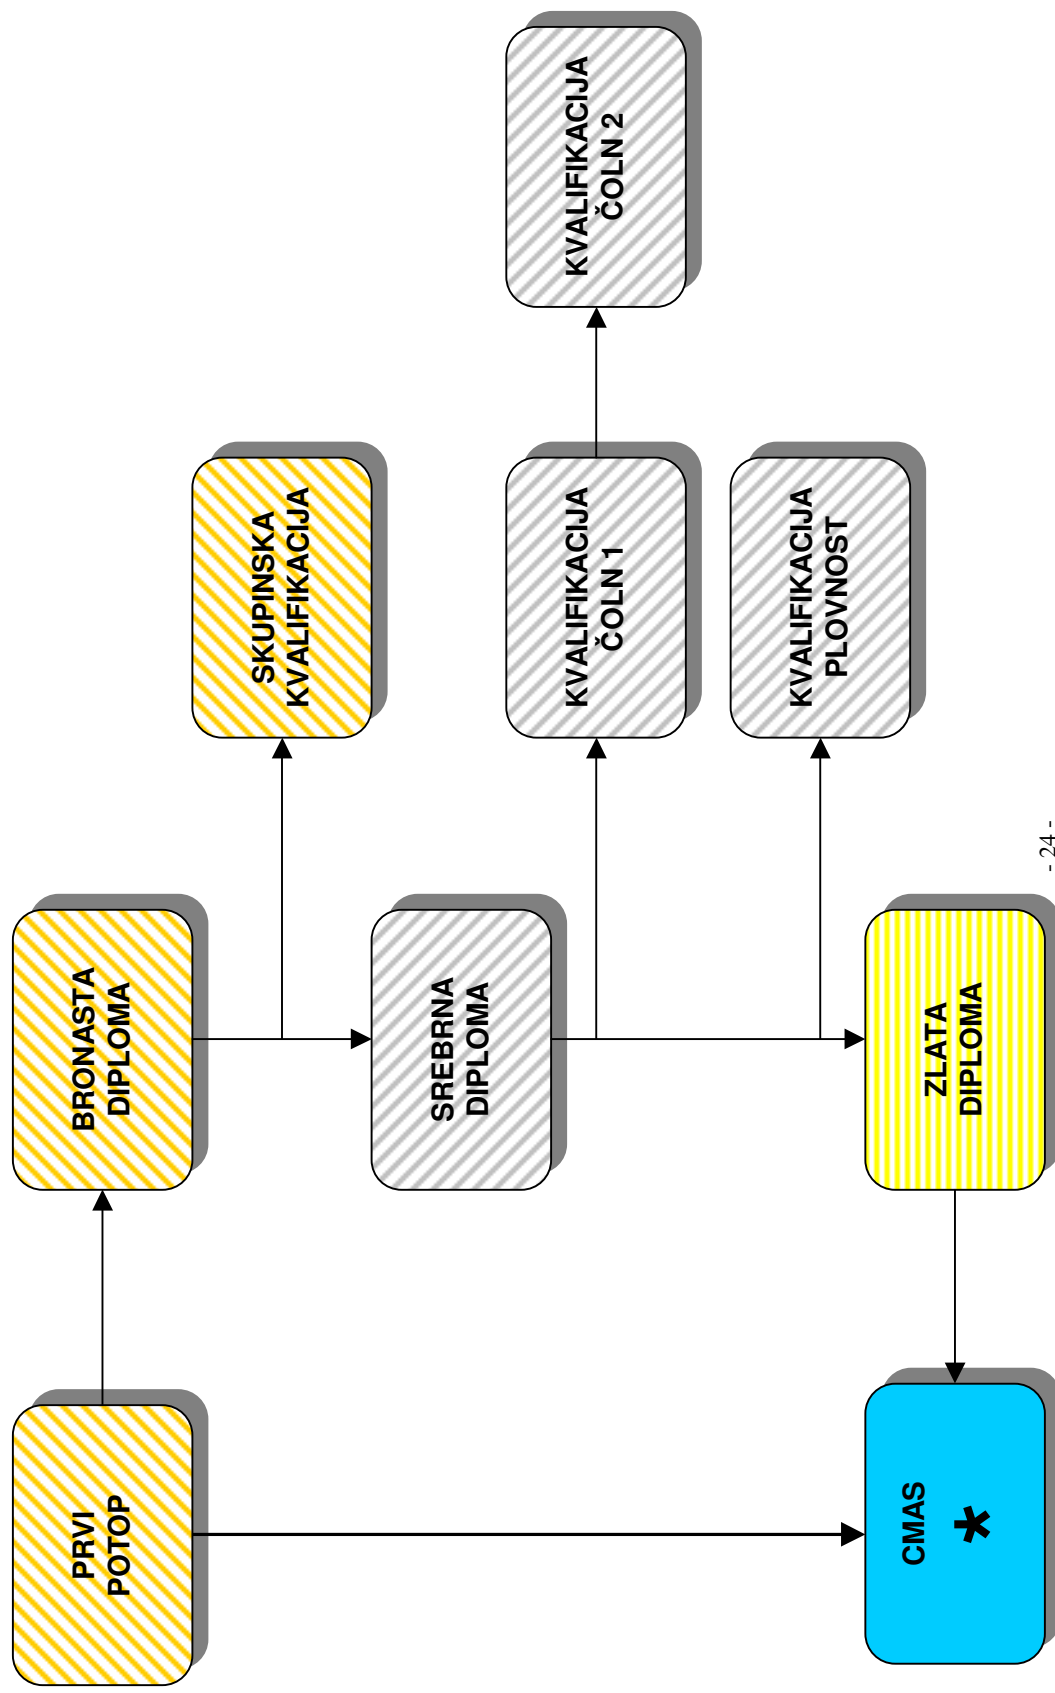 PRVI
POTOP
BRONASTA
DIPLOMA
SKUPINSKA
KVALIFIKACIJA
SREBRNA
DIPLOMA
KVALIFIKACIJA
ČOLN 1
KVALIFIKACIJA
ČOLN 2
KVALIFIKACIJA
PLOVNOST
CMAS
*
ZLATA
DIPLOMA
- 24 -